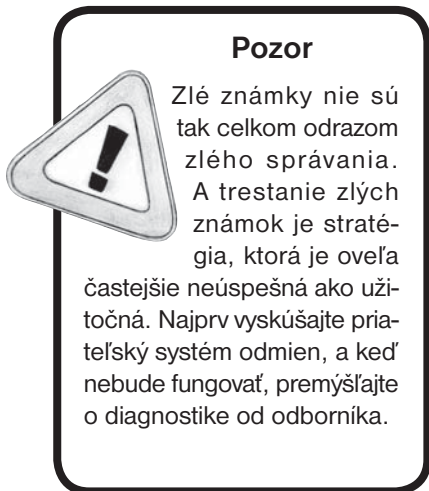 Pozor
Zlé známky nie sú
tak celkom odrazom
zlého správania.
A trestanie zlých
známok je straté-
gia, ktorá je oveľa
častejšie neúspešná ako uži-
točná. Najprv vyskúšajte pria-
teľský systém odmien, a keď
nebude fungovať, premýšľajte
o diagnostike od odborníka.